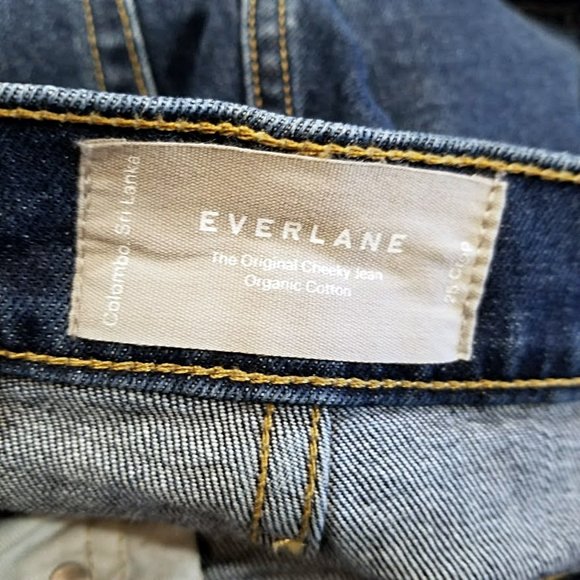 Colombo, Sri Lanka
EVERLANE
The Original Cheeky Jean
Organic Cotton
25 Crop